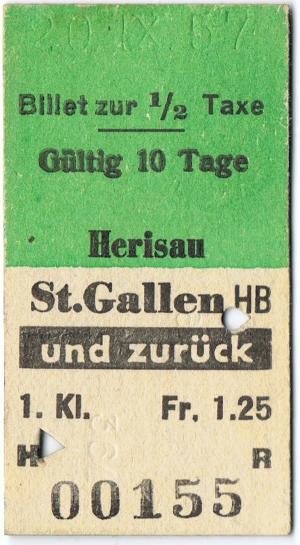 20.IX.57
Billet zur 1/2 Taxe
Gültig 10 Tage
Herisau
St.Gallen HB
und zurück
1. Kl. Fr. 1.25
H R
00155